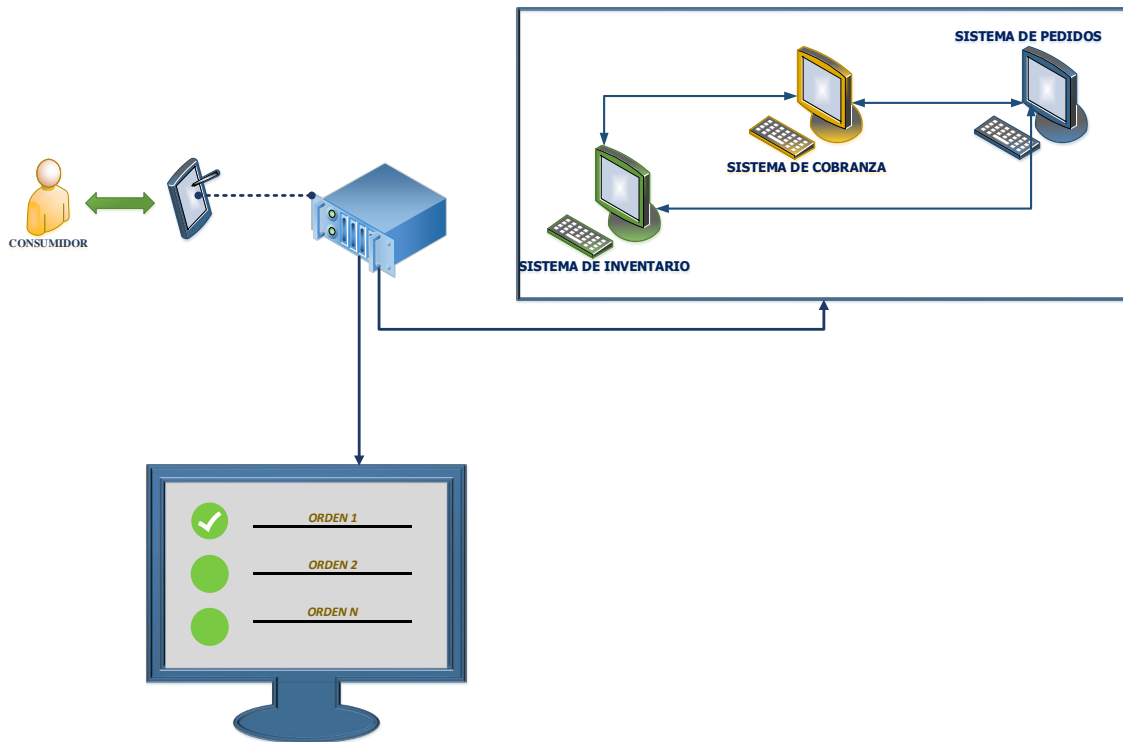 SISTEMA DE PEDIDOS
SISTEMA DE COBRANZA
CONSUMIDOR
SISTEMA DE INVENTARIO
ORDEN 1
ORDEN 2
ORDEN N